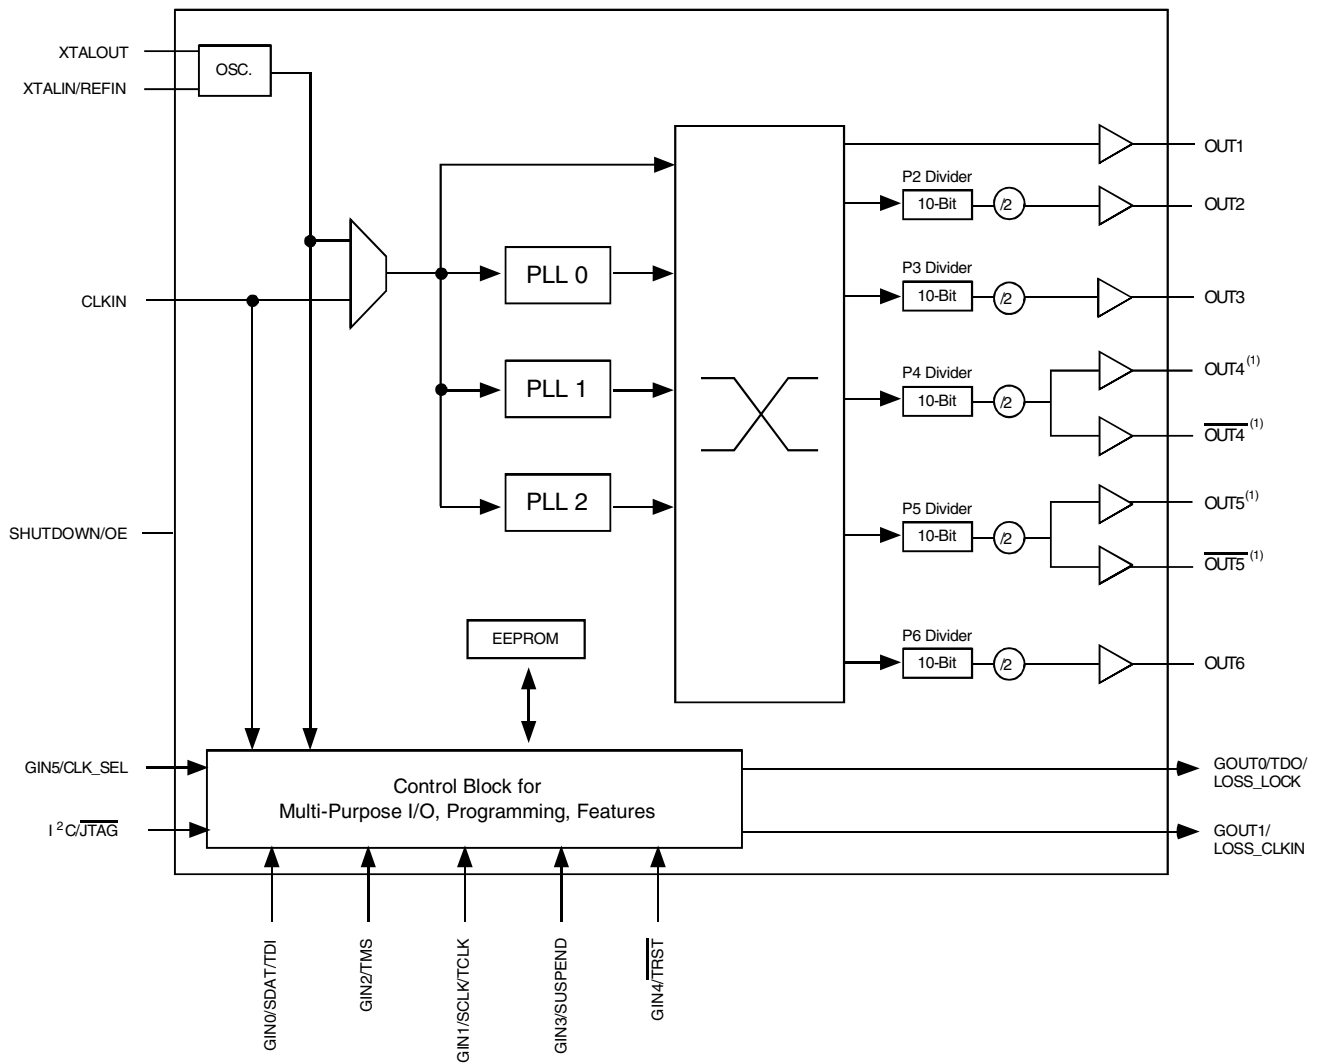 XTALOUT
OSC.
XTALIN/REFIN
OUT1
P2 Divider
10-Bit
/2
OUT2
PLL 0
P3 Divider
10-Bit
/2
OUT3
CLKIN
PLL 1
P4 Divider
10-Bit
/2
OUT4(1)
OUT4(1)
PLL 2
P5 Divider
10-Bit
/2
OUT5(1)
OUT5(1)
SHUTDOWN/OE
EEPROM
P6 Divider
10-Bit
/2
OUT6
GIN5/CLK_SEL
I2C/JTAG
Control Block for
Multi-Purpose I/O, Programming, Features
GOUT0/TDO/
LOSS_LOCK
GOUT1/
LOSS_CLKIN
GIN0/SDAT/TDI
GIN2/TMS
GIN1/SCLK/TCLK
GIN3/SUSPEND
GIN4/TRST